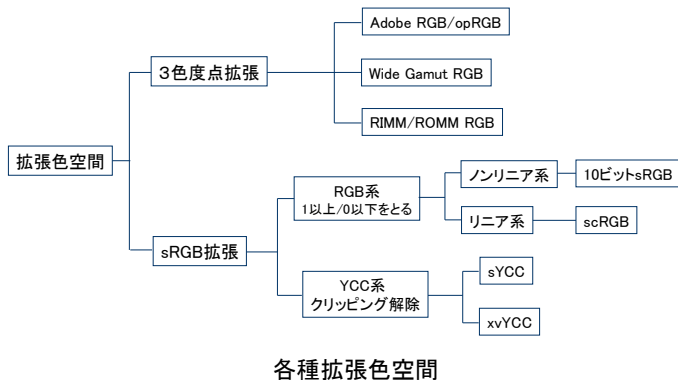 Adobe RGB/opRGB
3色度点拡張
Wide Gamut RGB
RIMM/ROMM RGB
拡張色空間
RGB系
1以上/0以下をとる
ノンリニア系
10ビットsRGB
リニア系
scRGB
sRGB拡張
YCC系
クリッピング解除
sYCC
xvYCC
各種拡張色空間